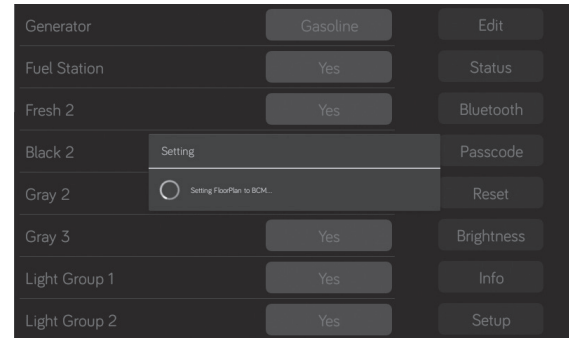 Generator Gasoline Edit
Fuel Station Yes Status
Fresh 2 Yes Bluetooth
Black 2 Setting Passcode
Gray 2 Setting FloorPlan to BCM... Reset
Gray 3 Yes Brightness
Light Group 1 Yes Info
Light Group 2 Yes Setup